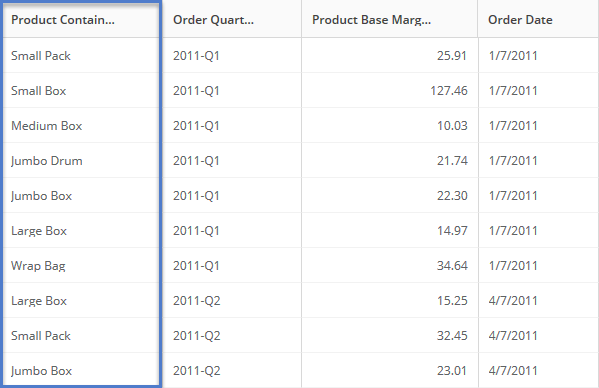 Product Contain... Order Quart... Product Base Marg... Order Date
Small Pack 2011-Q1 25.91 1/7/2011
Small Box 2011-Q1 127.46 1/7/2011
Medium Box 2011-Q1 10.03 1/7/2011
Jumbo Drum 2011-Q1 21.74 1/7/2011
Jumbo Box 2011-Q1 22.30 1/7/2011
Large Box 2011-Q1 14.97 1/7/2011
Wrap Bag 2011-Q1 34.64 1/7/2011
Large Box 2011-Q2 15.25 4/7/2011
Small Pack 2011-Q2 32.45 4/7/2011
Jumbo Box 2011-Q2 23.01 4/7/2011